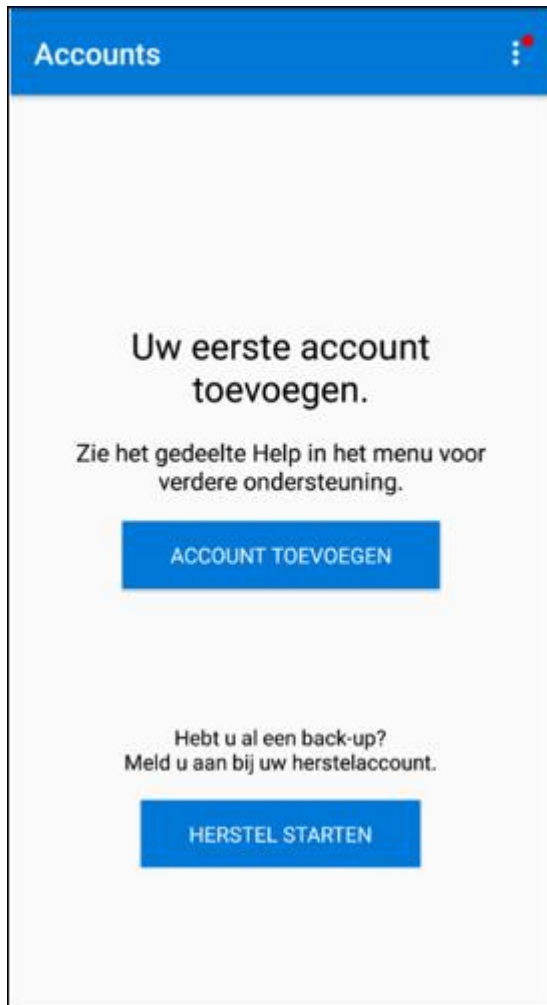 Accounts
Uw eerste account
toevoegen.
Zie het gedeelte Help in het menu voor
verdere ondersteuning.
ACCOUNT TOEVOEGEN
Hebt u al een back-up?
Meld u aan bij uw herstelaccount.
HERSTEL STARTEN